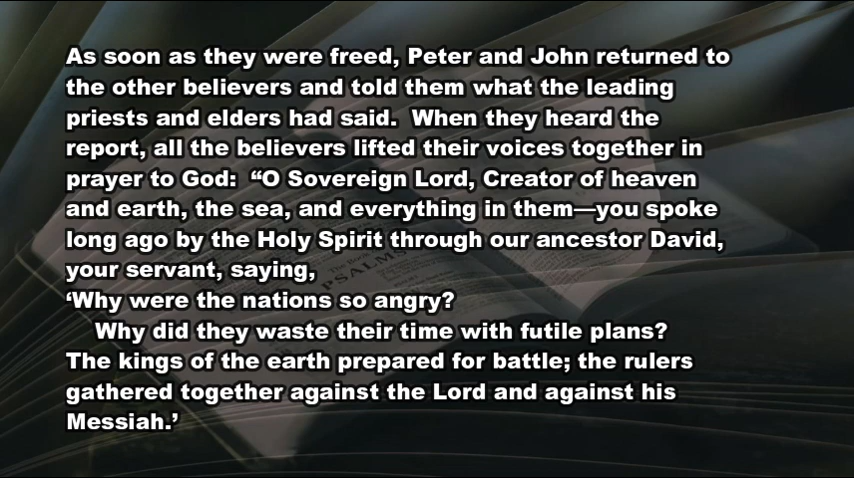 As soon as they were freed, Peter and John returned to
the other believers and told them what the leading
priests and elders had said.  When they heard the
report, all the believers lifted their voices together in
prayer to God:  “O Sovereign Lord, Creator of heaven
and earth, the sea, and everything in them—you spoke
long ago by the Holy Spirit through our ancestor David,
your servant, saying,
‘Why were the nations so angry?
Why did they waste their time with futile plans?
The kings of the earth prepared for battle; the rulers
gathered together against the Lord and against his
Messiah.’
PSALMS